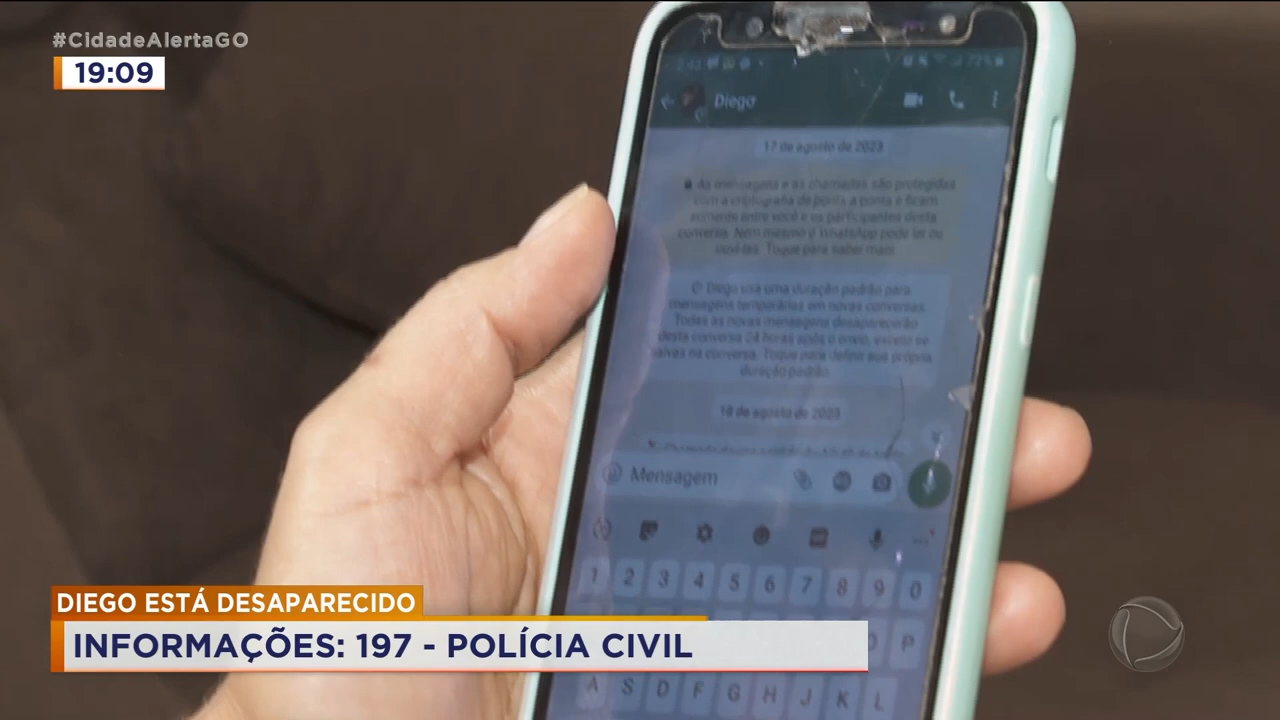 #CidadeAlertaGO
19:09
Diego
17 de agosto de 2023
As mensagens e as chamadas são protegidas
com a criptografia de ponta a ponta e ficam
somente entre você e os participantes desta
conversa. Nem mesmo o WhatsApp pode ler ou
ouvi-las. Toque para saber mais.
Diego usa uma duração padrão para
mensagens temporárias em novas conversas.
Todas as novas mensagens desaparecerão
desta conversa 24 horas após o envio, exceto se
salvas na conversa. Toque para definir sua própria
duração padrão.
18 de agosto de 2023
Mensagem
1 2 3 4 5 6 7 8 9 0
O P
A S D F G H J K L
DIEGO ESTÁ DESAPARECIDO
INFORMAÇÕES: 197 - POLÍCIA CIVIL